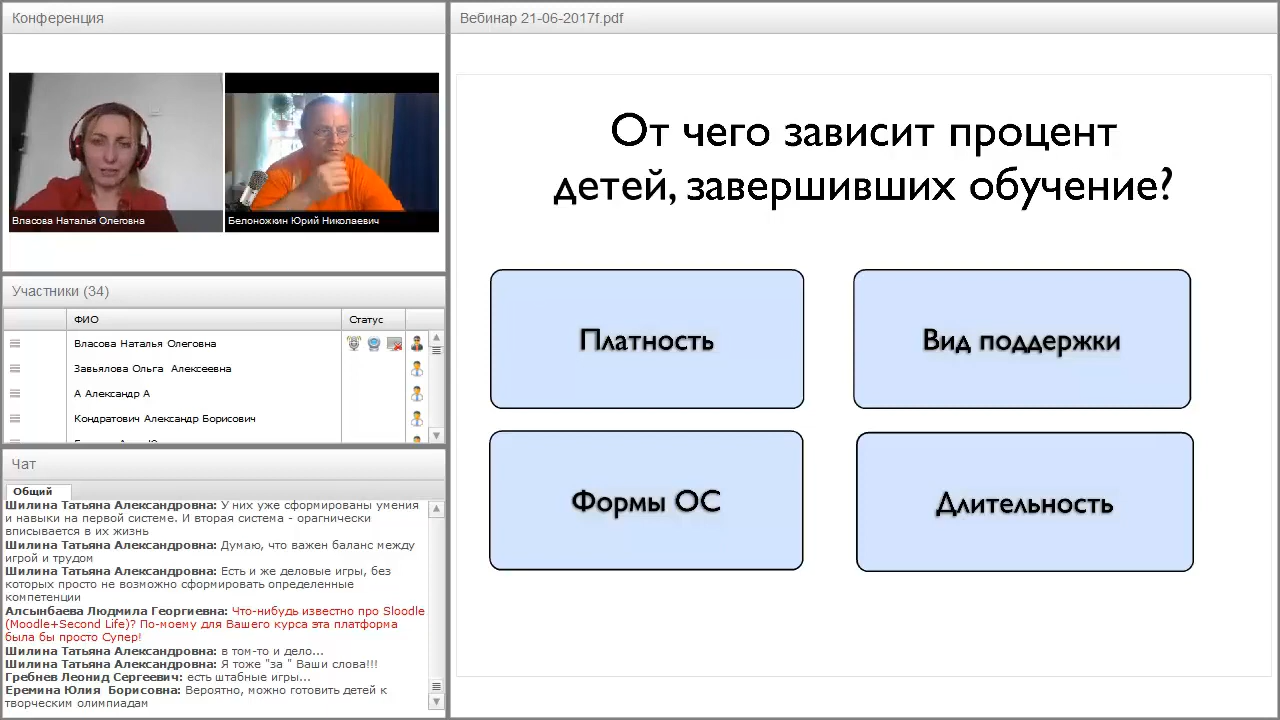 Конференция
Власова Наталья Олеговна
Белоножкин Юрий Николаевич
Участники (34)
ФИО
Статус
Власова Наталья Олеговна
Завьялова Ольга Алексеевна
А Александр А
Кондратович Александр Борисович
Чат
Общий
Шилина Татьяна Александровна: У них уже сформированы умения
и навыки на первой системе. И вторая система - орагнически
вписывается в их жизнь
Шилина Татьяна Александровна: Думаю, что важен баланс между
игрой и трудом
Шилина Татьяна Александровна: Есть и же деловые игры, без
которых просто не возможно сформировать определенные
компетенции
Алсынбаева Людмила Георгиевна: Что-нибудь известно про Sloodle
(Moodle+Second Life)? По-моему для Вашего курса эта платформа
была бы просто Супер!
Шилина Татьяна Александровна: в том-то и дело...
Шилина Татьяна Александровна: Я тоже "за " Ваши слова!!!
Гребнев Леонид Сергеевич: есть штабные игры...
Еремина Юлия Борисовна: Вероятно, можно готовить детей к
творческим олимпиадам
Вебинар 21-06-2017f.pdf
От чего зависит процент
детей, завершивших обучение?
Платность
Вид поддержки
Формы ОС
Длительность